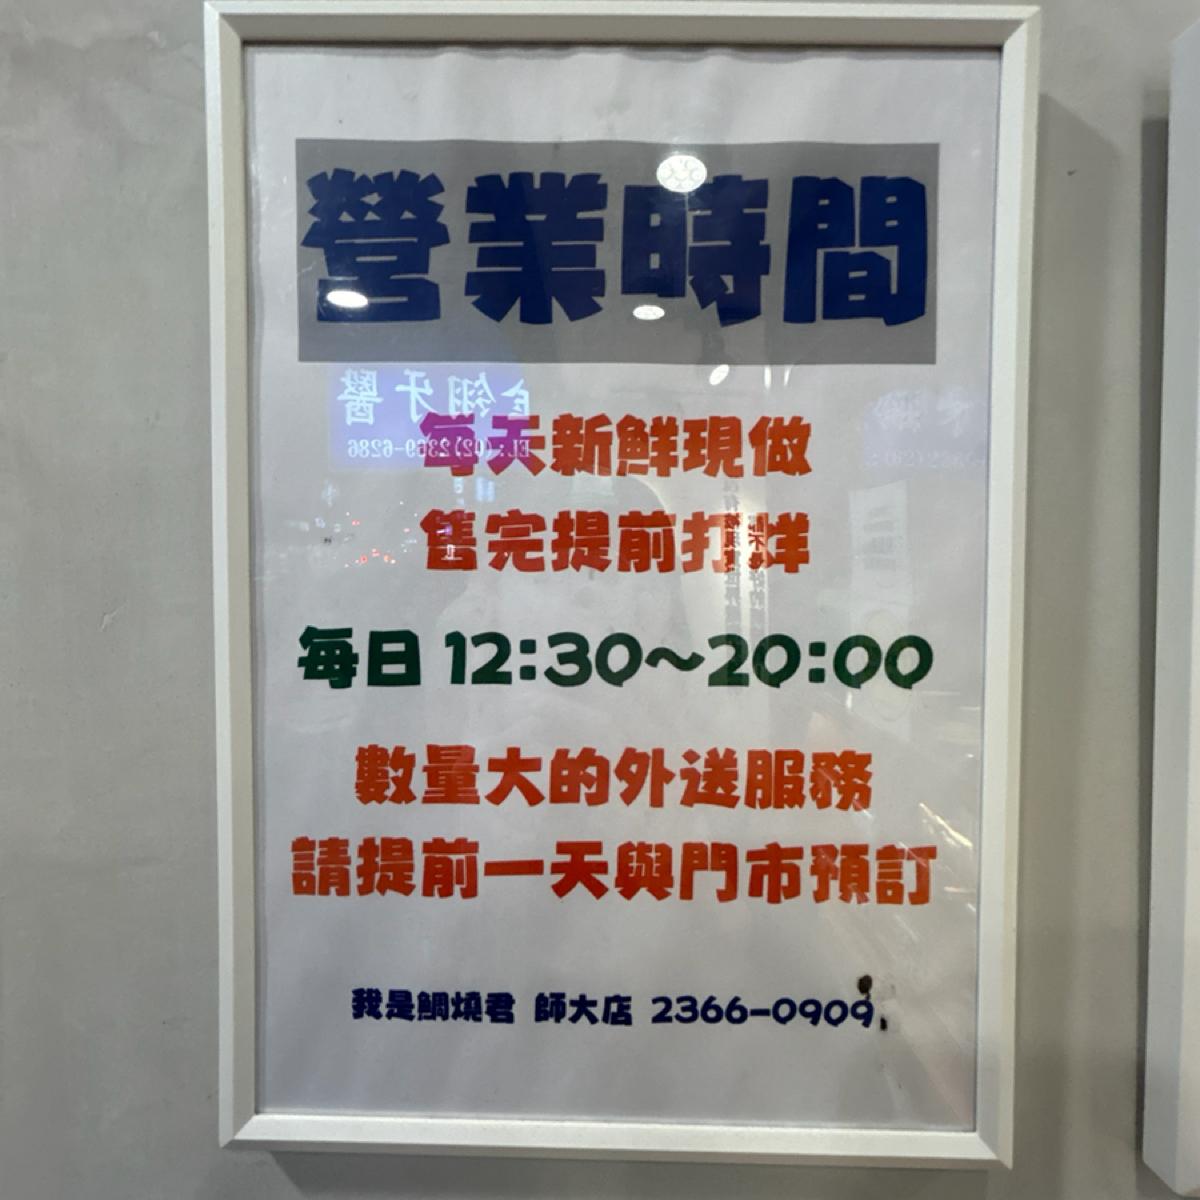 營業時間
每天新鮮現做
售完提前打烊
每日 12:30～20:00
數量大的外送服務
請提前一天與門市預訂
我是鯛燒君 師大店 2366-0909